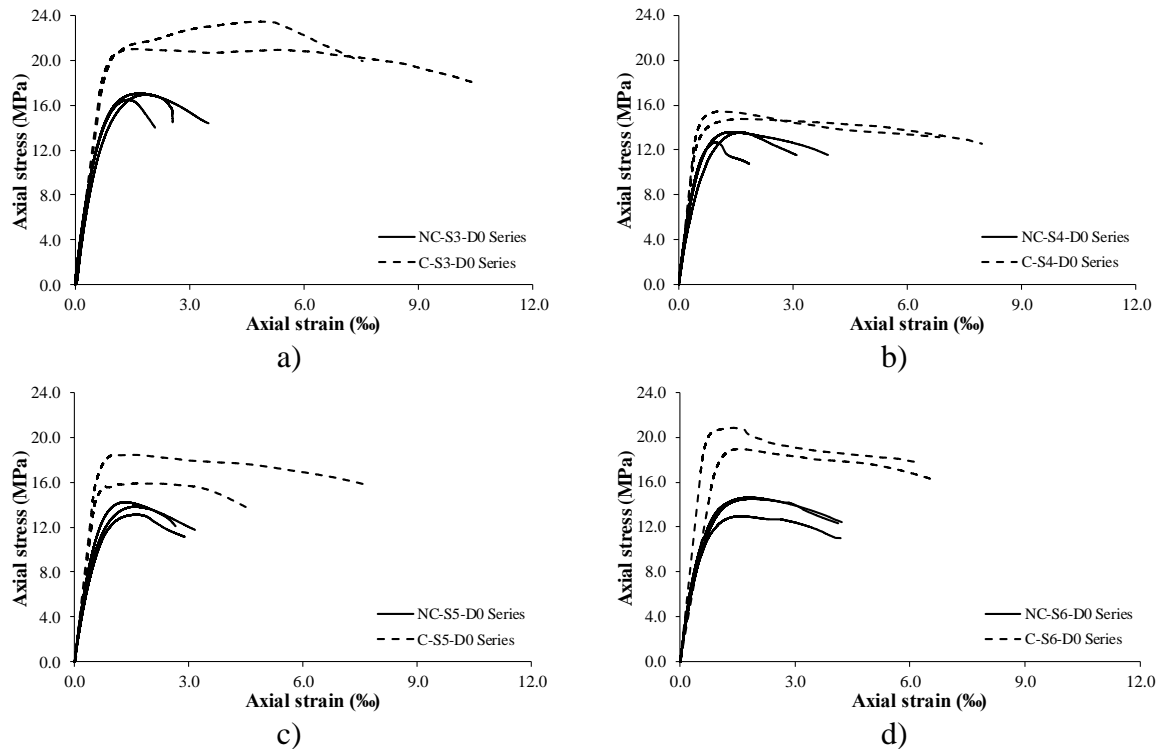 24.0
20.0
16.0
12.0
8.0
4.0
0.0
Axial stress (MPa)
NC-S3-D0 Series
C-S3-D0 Series
0.0 3.0 6.0 9.0 12.0
Axial strain (‰)
a)
24.0
20.0
16.0
12.0
8.0
4.0
0.0
Axial stress (MPa)
NC-S4-D0 Series
C-S4-D0 Series
0.0 3.0 6.0 9.0 12.0
Axial strain (‰)
b)
24.0
20.0
16.0
12.0
8.0
4.0
0.0
Axial stress (MPa)
NC-S5-D0 Series
C-S5-D0 Series
0.0 3.0 6.0 9.0 12.0
Axial strain (‰)
c)
24.0
20.0
16.0
12.0
8.0
4.0
0.0
Axial stress (MPa)
NC-S6-D0 Series
C-S6-D0 Series
0.0 3.0 6.0 9.0 12.0
Axial strain (‰)
d)